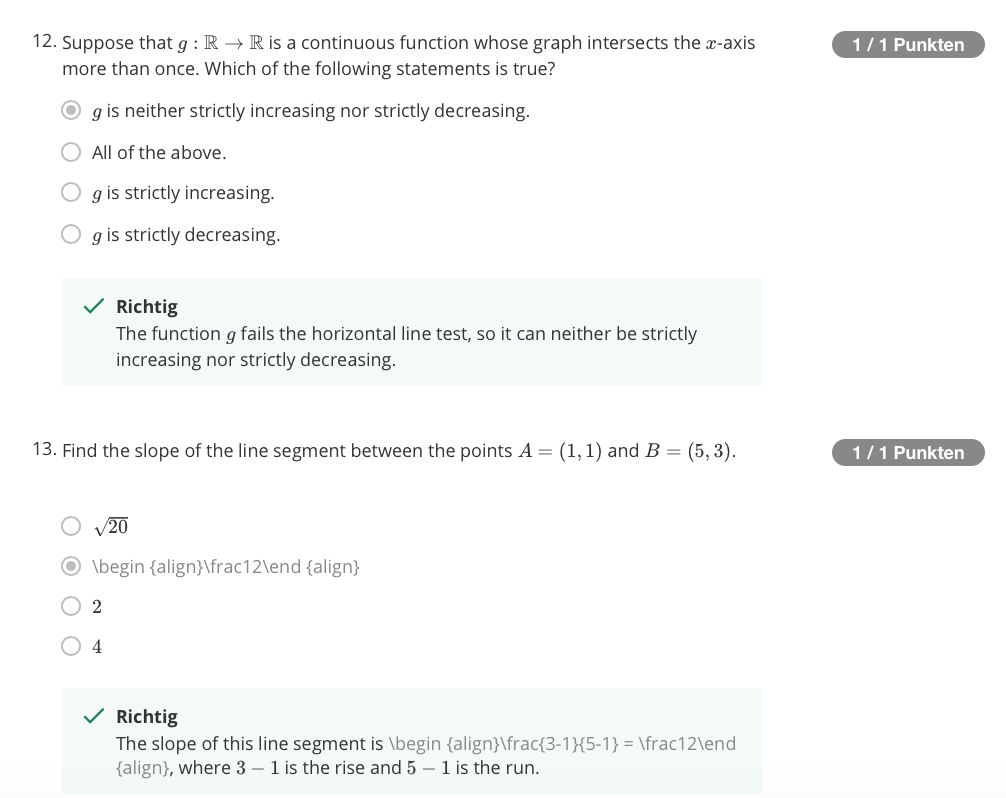 12. Suppose that g : ℝ → ℝ is a continuous function whose graph intersects the x-axis
1 / 1 Punkten
more than once. Which of the following statements is true?
g is neither strictly increasing nor strictly decreasing.
All of the above.
g is strictly increasing.
g is strictly decreasing.
Richtig
The function g fails the horizontal line test, so it can neither be strictly
increasing nor strictly decreasing.
13. Find the slope of the line segment between the points A = (1, 1) and B = (5, 3).
1 / 1 Punkten
√20
\begin {align}\frac12\end {align}
2
4
Richtig
The slope of this line segment is \begin {align}\frac{3-1}{5-1} = \frac12\end
{align}, where 3 − 1 is the rise and 5 − 1 is the run.